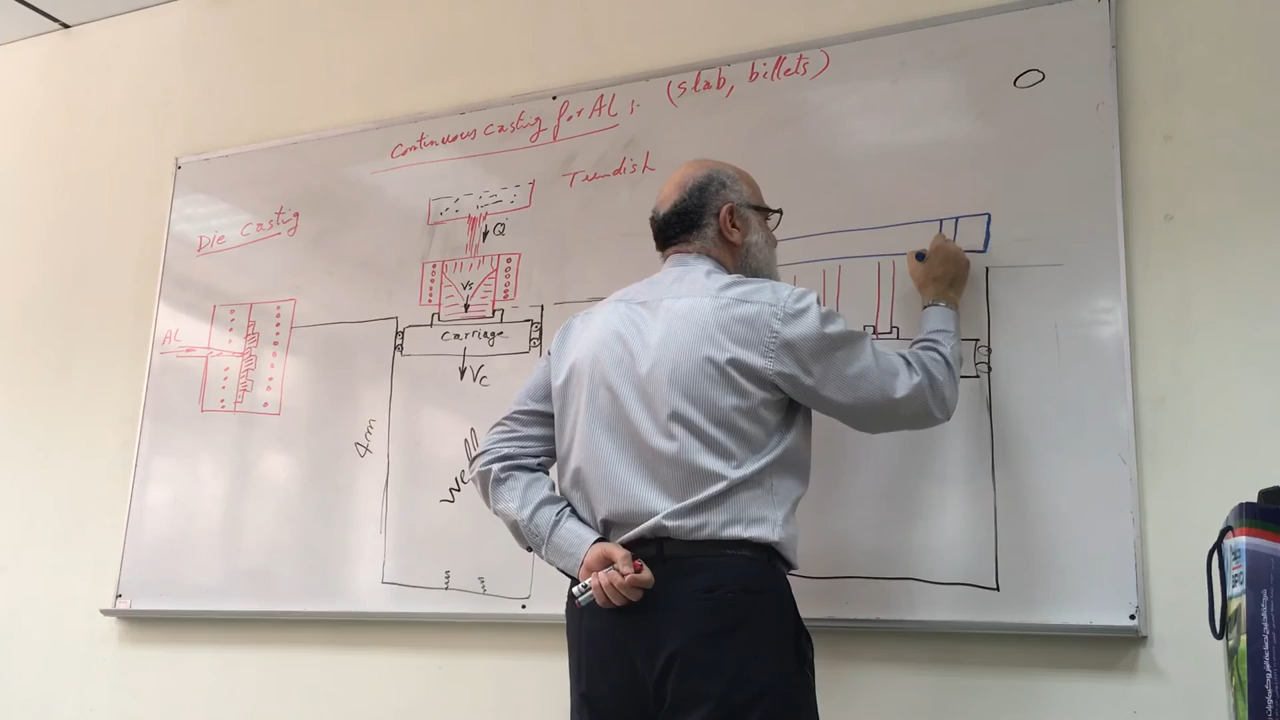 Continuous Casting for AL :. (slab, billets)
Tundish
Die Casting
Q
Vs
AL
Carriage
Vc
4m
Well